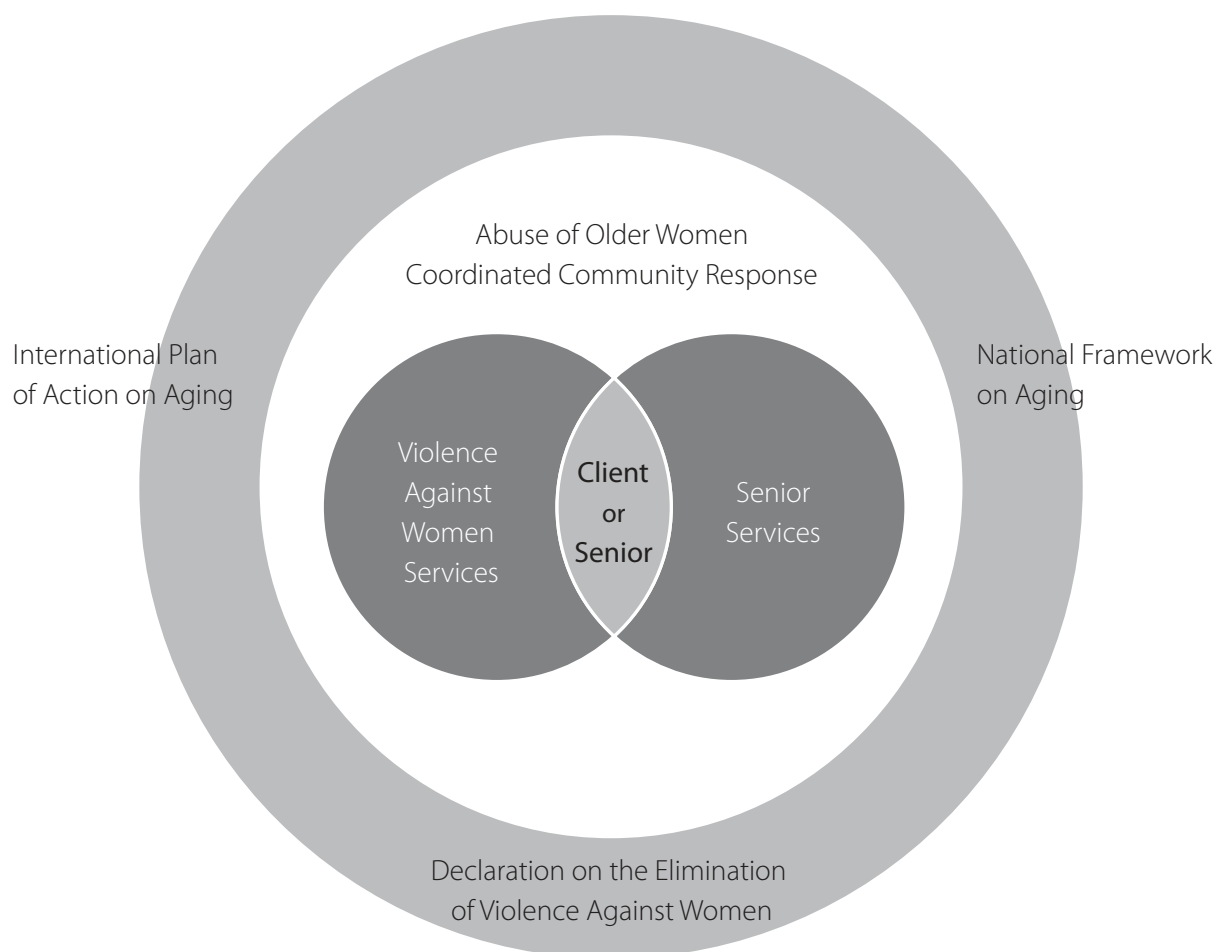 Abuse of Older Women
Coordinated Community Response
International Plan
of Action on Aging
National Framework
on Aging
Violence
Against
Women
Services
Client
or
Senior
Senior
Services
Declaration on the Elimination
of Violence Against Women